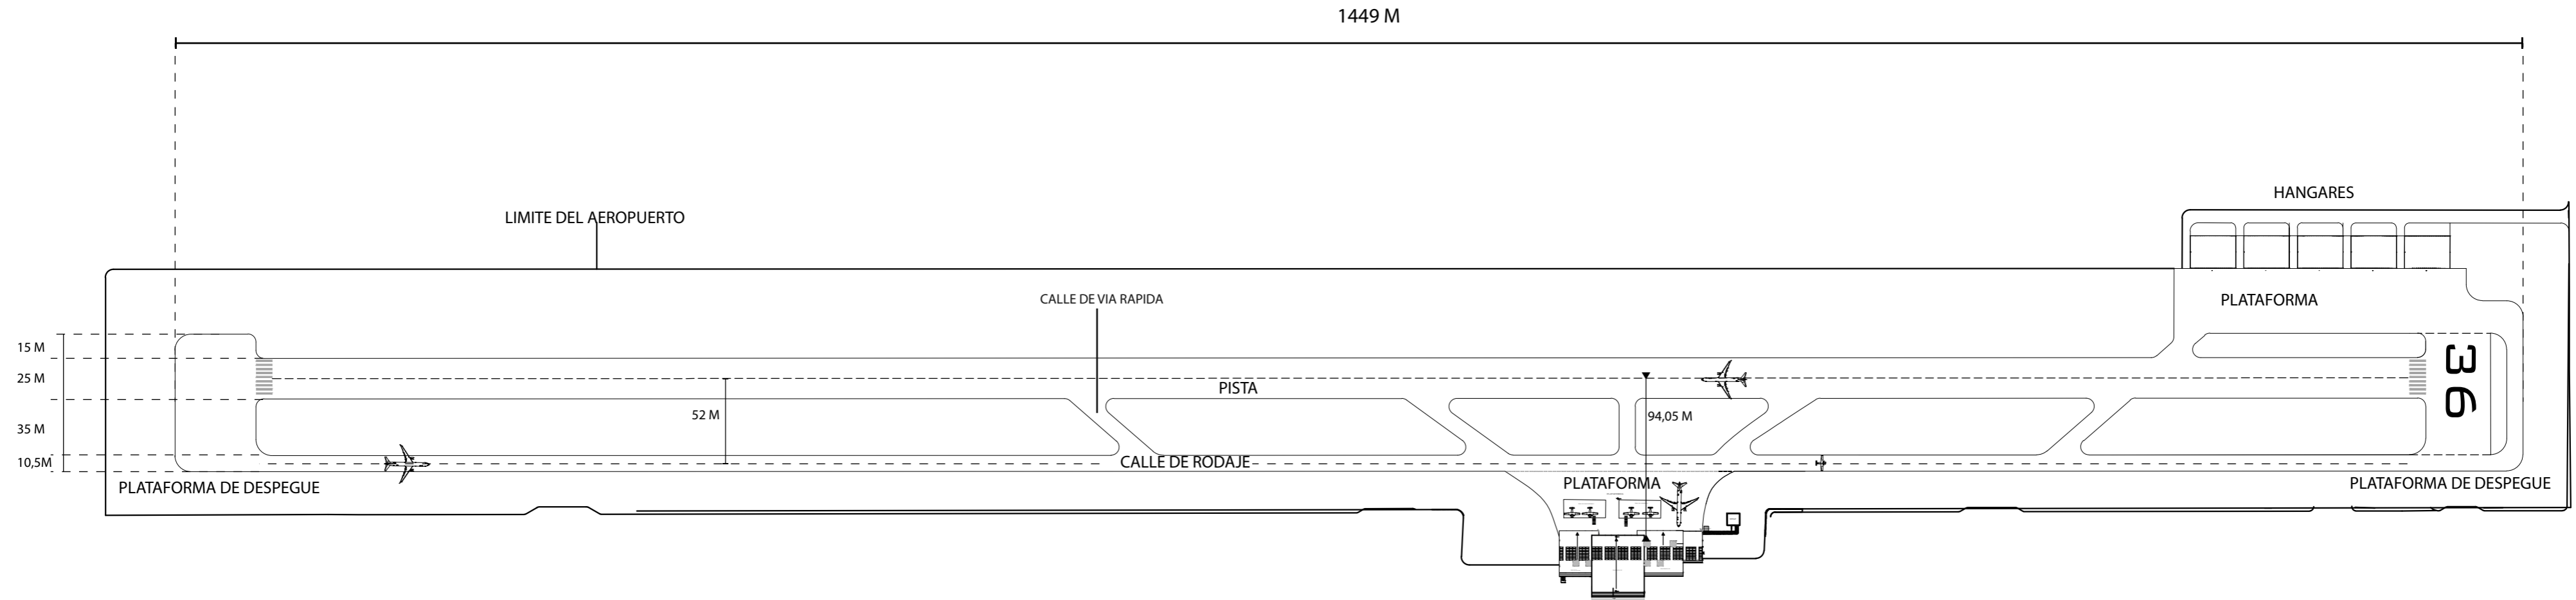 1449 M
HANGARES
LIMITE DEL AEROPUERTO
CALLE DE VIA RAPIDA
PLATAFORMA
15 M
25 M
PISTA
36
52 M
94,05 M
35 M
10,5M
CALLE DE RODAJE
PLATAFORMA DE DESPEGUE
PLATAFORMA
PLATAFORMA DE DESPEGUE